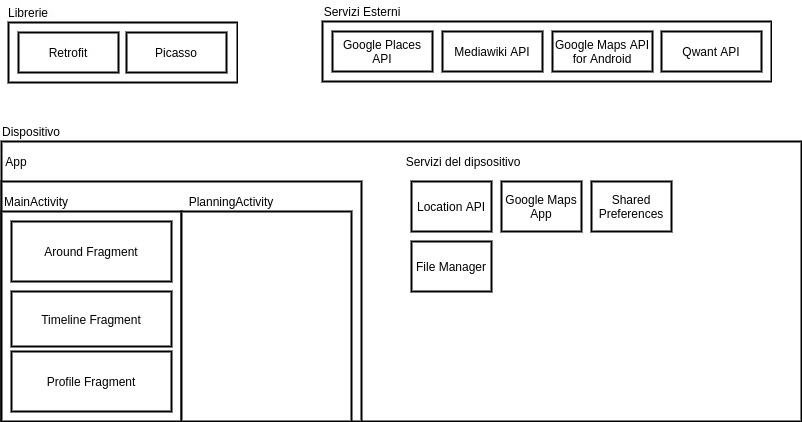 Librerie
Retrofit
Picasso
Servizi Esterni
Google Places
API
Mediawiki API
Google Maps API
for Android
Qwant API
Dispositivo
App
MainActivity
Around Fragment
Timeline Fragment
Profile Fragment
PlanningActivity
Servizi del dipsositivo
Location API
Google Maps
App
Shared
Preferences
File Manager